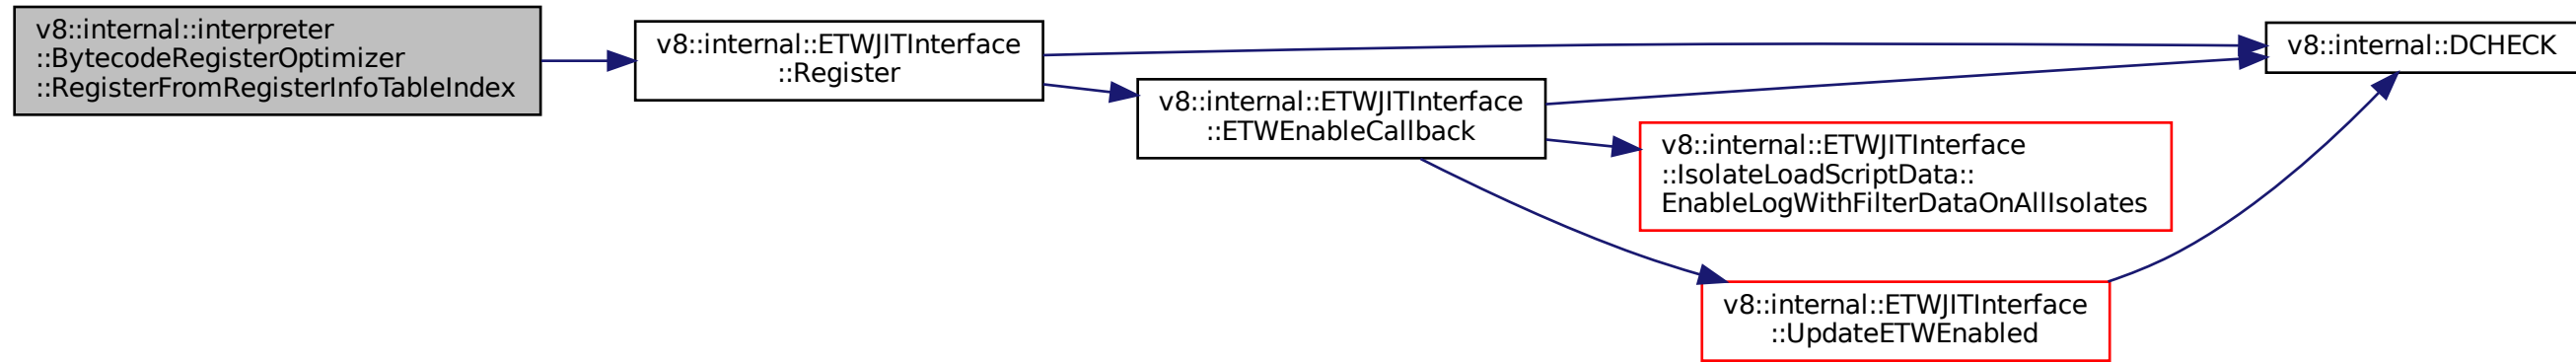 v8::internal::interpreter
::BytecodeRegisterOptimizer
::RegisterFromRegisterInfoTableIndex
v8::internal::ETWJITInterface
::Register
v8::internal::ETWJITInterface
::ETWEnableCallback
v8::internal::DCHECK
v8::internal::ETWJITInterface
::IsolateLoadScriptData::
EnableLogWithFilterDataOnAllIsolates
v8::internal::ETWJITInterface
::UpdateETWEnabled